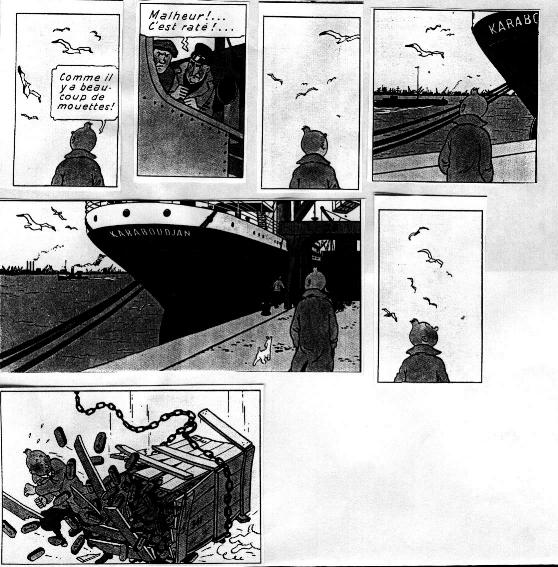 Comme il
y a beau-
coup de
mouettes!
Malheur!...
C'est raté!...
KARABO
KARABOUDJAN